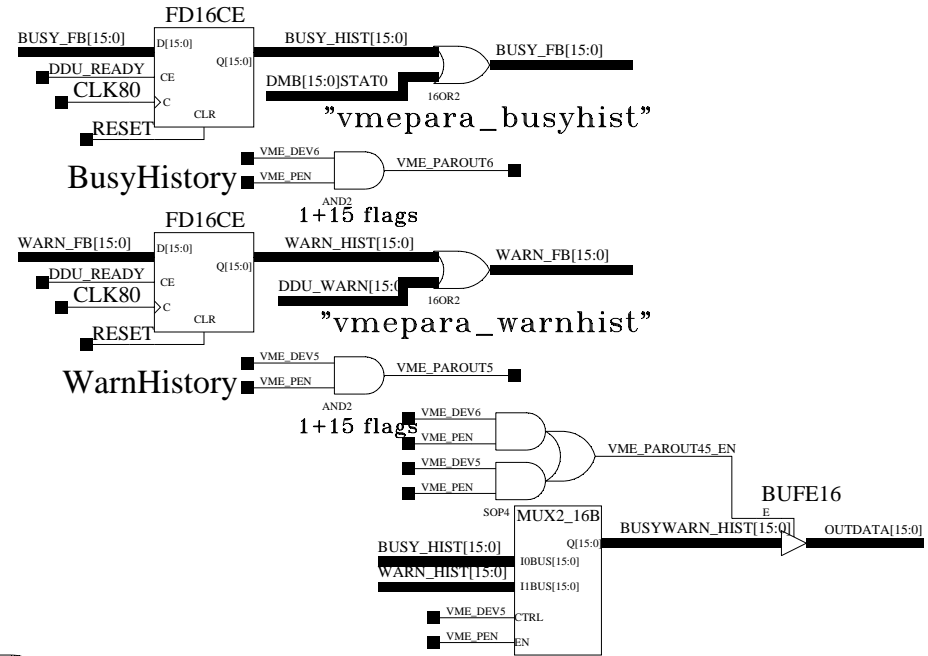 FD16CE
BUSY_FB[15:0]
D[15:0]
Q[15:0]
BUSY_HIST[15:0]
BUSY_FB[15:0]
DDU_READY
CE
CLK80
C
DMB[15:0]STAT0
16OR2
CLR
RESET
"vmepara_busyhist"
BusyHistory
VME_DEV6
VME_PEN
AND2
VME_PAROUT6
1+15 flags
FD16CE
WARN_FB[15:0]
D[15:0]
Q[15:0]
WARN_HIST[15:0]
WARN_FB[15:0]
DDU_READY
CE
CLK80
C
DDU_WARN[15:0
16OR2
CLR
RESET
"vmepara_warnhist"
WarnHistory
VME_DEV5
VME_PEN
AND2
VME_PAROUT5
1+15 flags
VME_DEV6
VME_PEN
VME_DEV5
VME_PEN
SOP4
VME_PAROUT45_EN
BUFE16
E
MUX2_16B
Q[15:0]
BUSYWARN_HIST[15:0]
OUTDATA[15:0]
BUSY_HIST[15:0]
I0BUS[15:0]
WARN_HIST[15:0]
I1BUS[15:0]
VME_DEV5
CTRL
VME_PEN
EN